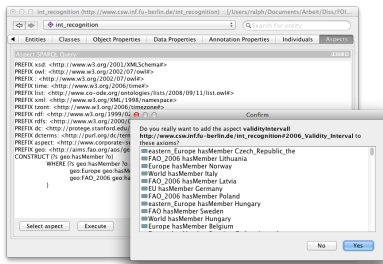 int_recognition (http://www.csw.inf.fu-berlin.de/int_recognition) : [/Users/ralph/Documents/Arbeit/Diss/FOI...
int_recognition
Search for entity
Entities Classes Object Properties Data Properties Annotation Properties Individuals Aspects
Aspect SPARQL Query:
PREFIX xsd: <http://www.w3.org/2001/XMLSchema#>
PREFIX owl: <http://www.w3.org/2002/07/owl#>
PREFIX : <http://www.w3.org/2002/07/owl#>
PREFIX time: <http://www.w3.org/2006/time#>
PREFIX list: <http://www.co-ode.org/ontologies/lists/2008/09/11/list.owl#>
PREFIX xml: <http://www.w3.org/XML/1998/namespace>
PREFIX tzont: <http://www.w3.org/2006/timezone#>
PREFIX rdf: <http://www.w3.org/1999/
PREFIX rdfs: <http://www.w3.org/2000
PREFIX dc: <http://protege.stanford.edu/
PREFIX dcterms: <http://purl.org/dc/term
PREFIX aspect: <http://www.corporate-s
PREFIX geo: <http://aims.fao.org/aos/ge
CONSTRUCT {?s geo:hasMember ?o}
WHERE {?s geo:hasMember ?o
geo:Europe geo:ha
geo:FAO_2006 geo:ha
}
Select aspect Execute
Confirm
Do you really want to add the aspect validityIntervall
http://www.csw.inf.fu-berlin.de/int_recognition#2006_Validity_Interval to
these axioms?
eastern_Europe hasMember Czech_Republic_the
FAO_2006 hasMember Lithuania
Europe hasMember Norway
World hasMember Italy
FAO_2006 hasMember Latvia
EU hasMember Germany
FAO_2006 hasMember Poland
eastern_Europe hasMember Hungary
FAO hasMember Sweden
World hasMember Hungary
Europe hasMember Belgium
No Yes